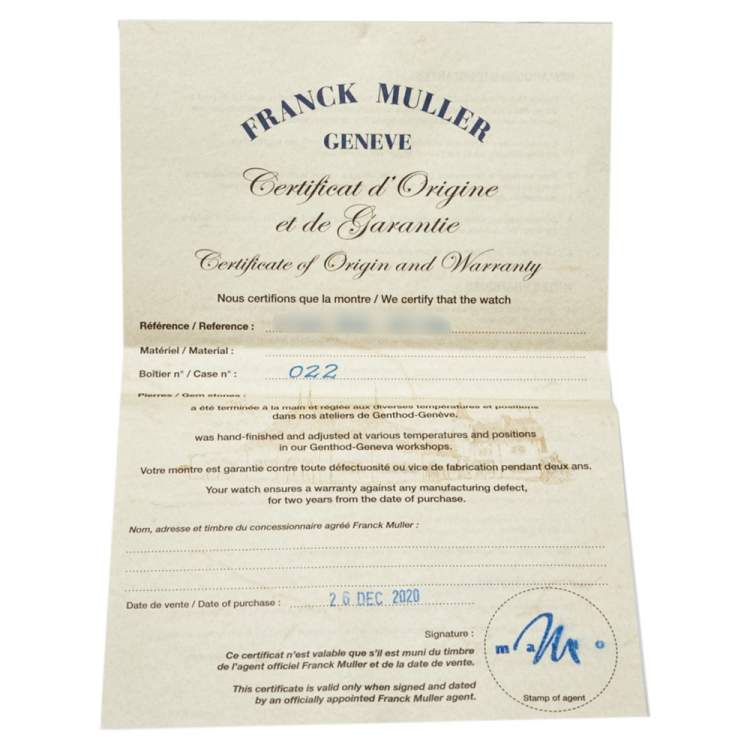 FRANCK MULLER
GENEVE
Certificat d'Origine
et de Garantie
Certificate of Origin and Warranty
Nous certifions que la montre / We certify that the watch
Référence / Reference :
Matériel / Material :
Boîtier n° / Case n° : 022
Pierres / Gem stones :
a été terminée à la main et réglée aux diverses températures et positions
dans nos ateliers de Genthod-Genève.
was hand-finished and adjusted at various temperatures and positions
in our Genthod-Geneva workshops.
Votre montre est garantie contre toute défectuosité ou vice de fabrication pendant deux ans.
Your watch ensures a warranty against any manufacturing defect,
for two years from the date of purchase.
Nom, adresse et timbre du concessionnaire agréé Franck Muller :
Date de vente / Date of purchase : 26 DEC 2020
Signature :
Ce certificat n'est valable que s'il est muni du timbre
de l'agent officiel Franck Muller et de la date de vente.
This certificate is valid only when signed and dated
by an officially appointed Franck Muller agent.
Stamp of agent